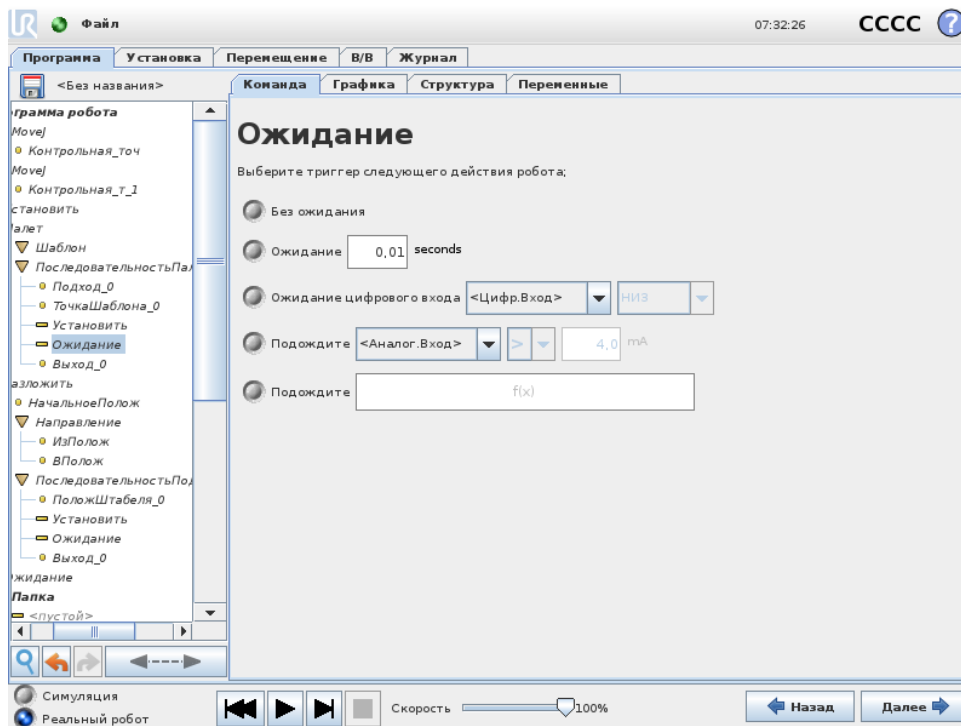 UR Файл 07:32:26 CCCC ?
Программа Установка Перемещение В/В Журнал
<Без названия> Команда Графика Структура Переменные
грамма робота
MoveJ
Контрольная_точ
MoveJ
Контрольная_т_1
становить
алет
Шаблон
ПоследовательностьПал
Подход_0
ТочкаШаблона_0
Установить
Ожидание
Выход_0
азложить
НачальноеПолож
Направление
ИзПолож
ВПолож
ПоследовательностьПод
ПоложШтабеля_0
Установить
Ожидание
Выход_0
жидание
Папка
<пустой>
Ожидание
Выберите триггер следующего действия робота;
Без ожидания
Ожидание 0,01 seconds
Ожидание цифрового входа <Цифр.Вход> НИЗ
Подождите <Аналог.Вход> > 4,0 mA
Подождите f(x)
Симуляция
Реальный робот
Скорость 100%
Назад Далее